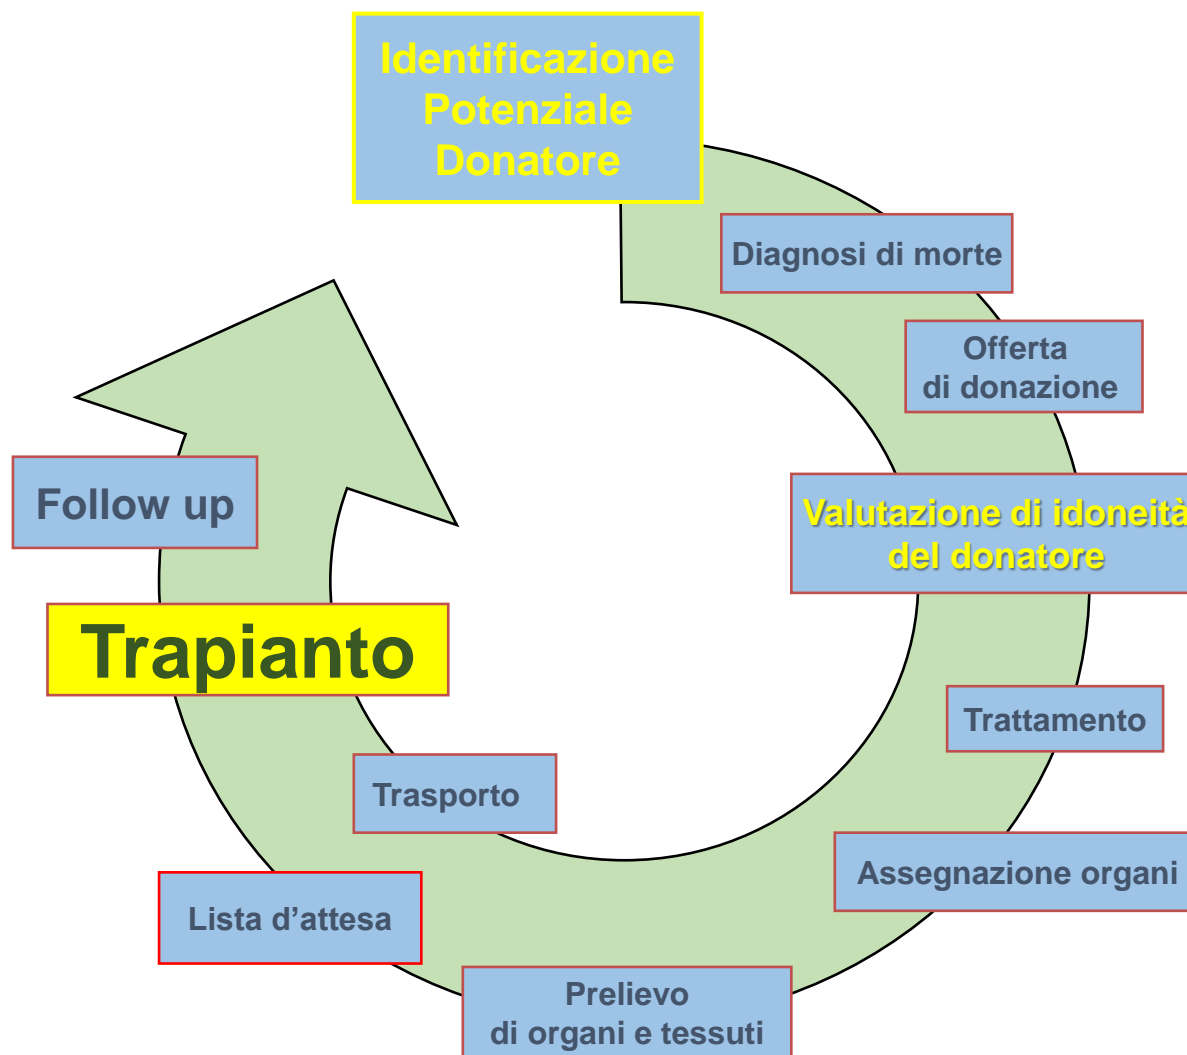 Identificazione
Potenziale
Donatore
Diagnosi di morte
Offerta
di donazione
Valutazione di idoneità
del donatore
Trattamento
Assegnazione organi
Prelievo
di organi e tessuti
Lista d’attesa
Trasporto
Trapianto
Follow up